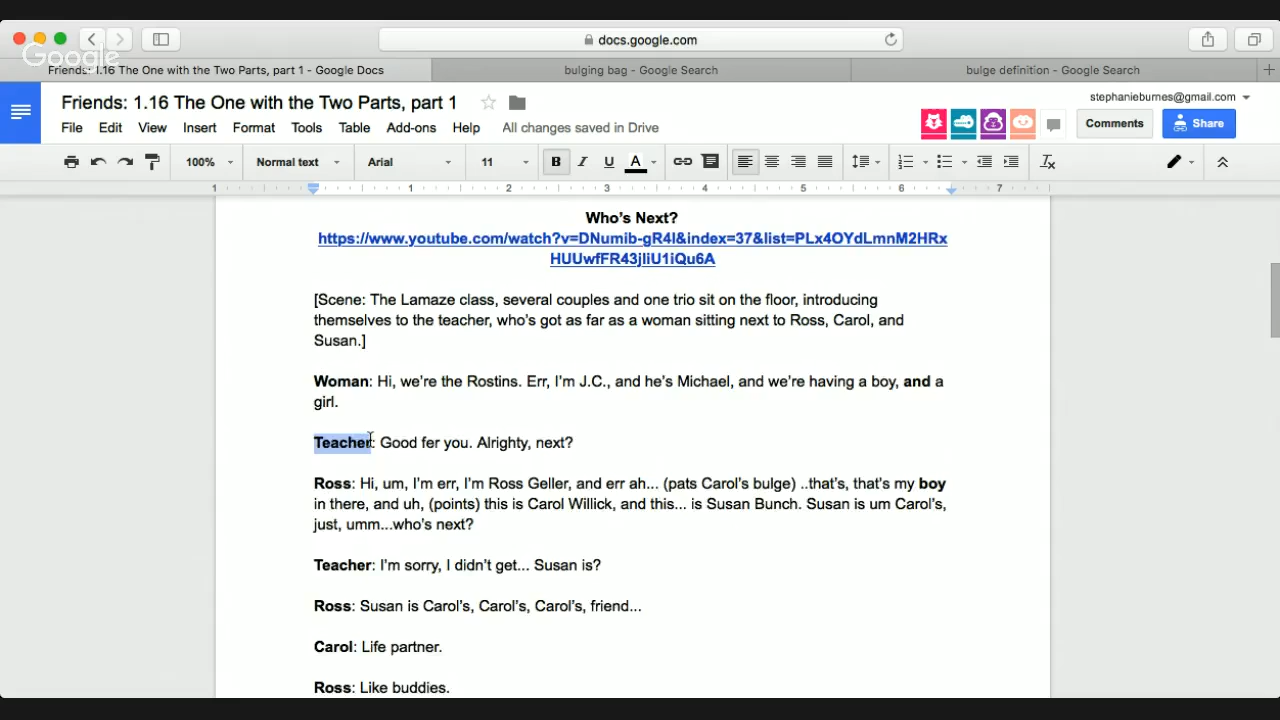 docs.google.com
Google
Friends: 1.16 The One with the Two Parts, part 1 - Google Docs
bulging bag - Google Search
bulge definition - Google Search
Friends: 1.16 The One with the Two Parts, part 1
stephanieburnes@gmail.com
File Edit View Insert Format Tools Table Add-ons Help All changes saved in Drive
Comments
Share
100% Normal text Arial 11 B I U A
1 1 2 3 4 5 6 7
Who's Next?
https://www.youtube.com/watch?v=DNumib-gR4I&index=37&list=PLx4OYdLmnM2HRx
HUUwfFR43jliU1iQu6A
[Scene: The Lamaze class, several couples and one trio sit on the floor, introducing
themselves to the teacher, who's got as far as a woman sitting next to Ross, Carol, and
Susan.]
Woman: Hi, we're the Rostins. Err, I'm J.C., and he's Michael, and we're having a boy, and a
girl.
Teacher: Good fer you. Alrighty, next?
Ross: Hi, um, I'm err, I'm Ross Geller, and err ah... (pats Carol's bulge) ..that's, that's my boy
in there, and uh, (points) this is Carol Willick, and this... is Susan Bunch. Susan is um Carol's,
just, umm...who's next?
Teacher: I'm sorry, I didn't get... Susan is?
Ross: Susan is Carol's, Carol's, Carol's, friend...
Carol: Life partner.
Ross: Like buddies.